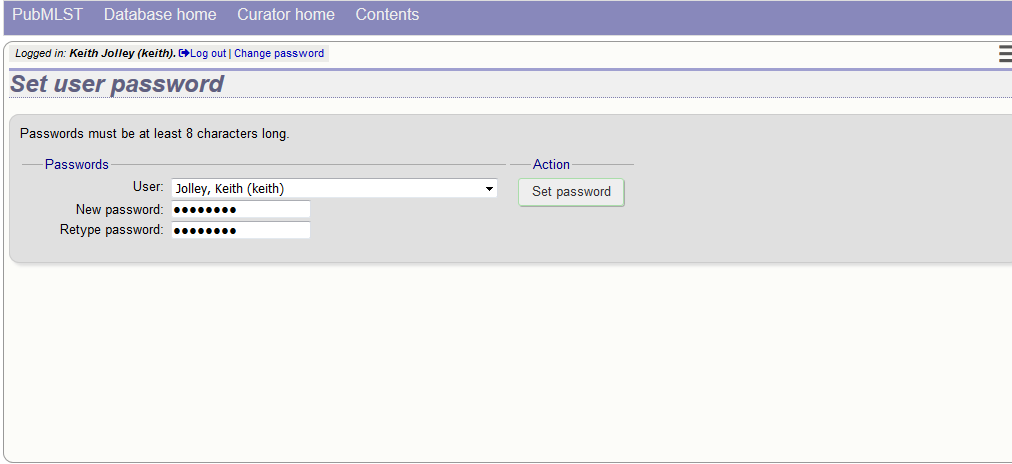 PubMLST Database home Curator home Contents
Logged in: Keith Jolley (keith). Log out | Change password
Set user password
Passwords must be at least 8 characters long.
Passwords Action
User: Jolley, Keith (keith) Set password
New password: ●●●●●●●●
Retype password: ●●●●●●●●